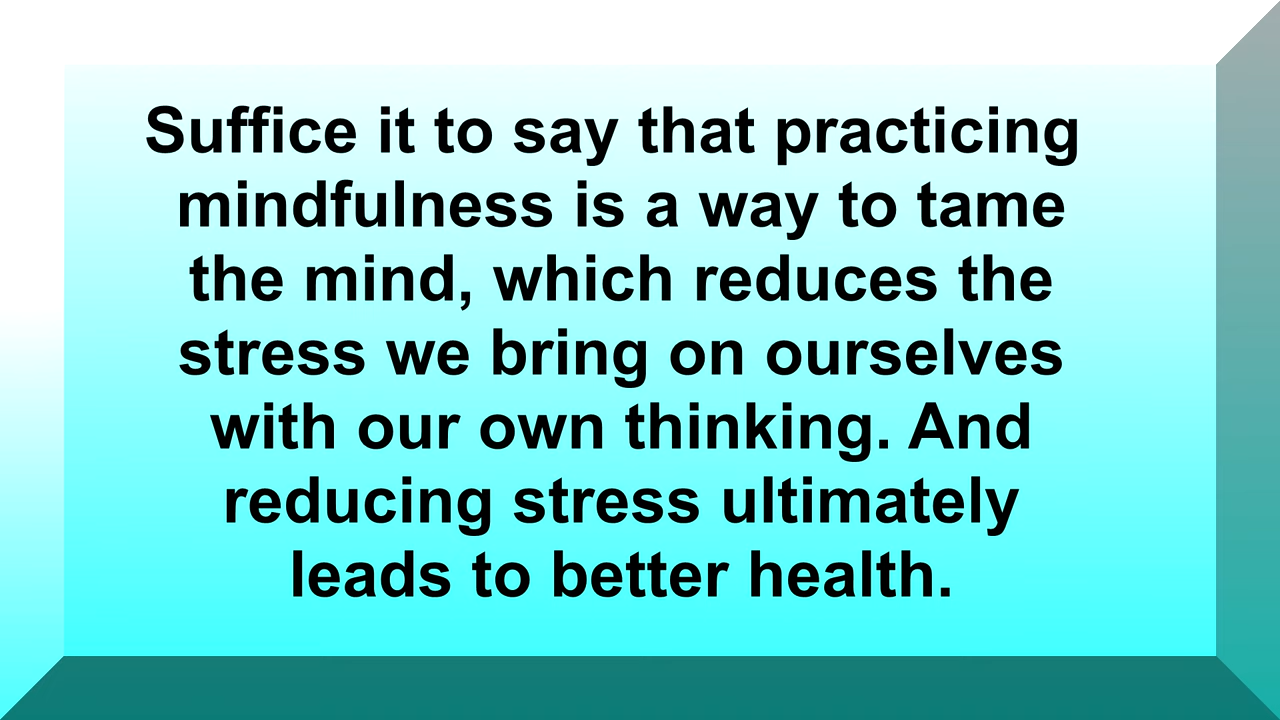 Suffice it to say that practicing
mindfulness is a way to tame
the mind, which reduces the
stress we bring on ourselves
with our own thinking. And
reducing stress ultimately
leads to better health.